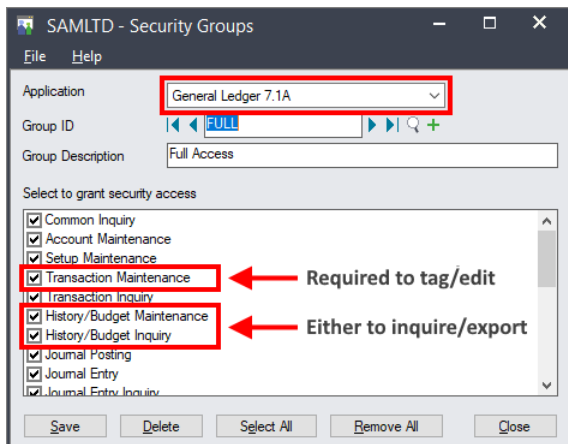 SAMLTD - Security Groups
File Help
Application General Ledger 7.1A
Group ID FULL
Group Description Full Access
Select to grant security access
Common Inquiry
Account Maintenance
Setup Maintenance
Transaction Maintenance Required to tag/edit
Transaction Inquiry
History/Budget Maintenance
Either to inquire/export
History/Budget Inquiry
Journal Posting
Journal Entry
Journal Entry Inquiry
Save Delete Select All Remove All Close